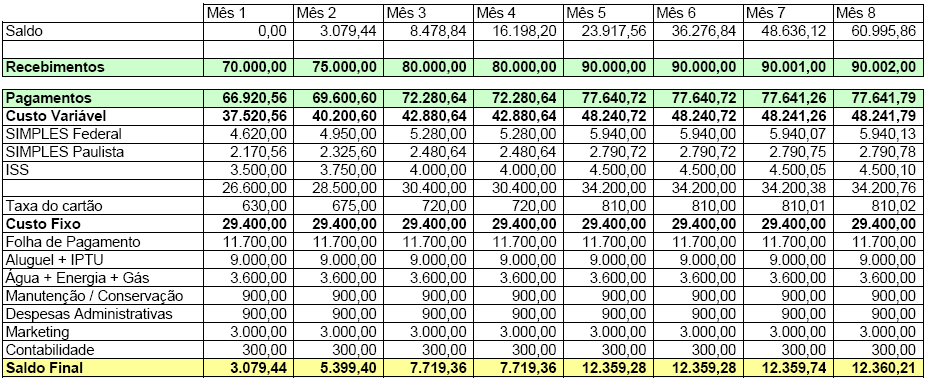 Mês 1 Mês 2 Mês 3 Mês 4 Mês 5 Mês 6 Mês 7 Mês 8
Saldo 0,00 3.079,44 8.478,84 16.198,20 23.917,56 36.276,84 48.636,12 60.995,86
Recebimentos 70.000,00 75.000,00 80.000,00 80.000,00 90.000,00 90.000,00 90.001,00 90.002,00
Pagamentos 66.920,56 69.600,60 72.280,64 72.280,64 77.640,72 77.640,72 77.641,26 77.641,79
Custo Variável 37.520,56 40.200,60 42.880,64 42.880,64 48.240,72 48.240,72 48.241,26 48.241,79
SIMPLES Federal 4.620,00 4.950,00 5.280,00 5.280,00 5.940,00 5.940,00 5.940,07 5.940,13
SIMPLES Paulista 2.170,56 2.325,60 2.480,64 2.480,64 2.790,72 2.790,72 2.790,75 2.790,78
ISS 3.500,00 3.750,00 4.000,00 4.000,00 4.500,00 4.500,00 4.500,05 4.500,10
26.600,00 28.500,00 30.400,00 30.400,00 34.200,00 34.200,00 34.200,38 34.200,76
Taxa do cartão 630,00 675,00 720,00 720,00 810,00 810,00 810,01 810,02
Custo Fixo 29.400,00 29.400,00 29.400,00 29.400,00 29.400,00 29.400,00 29.400,00 29.400,00
Folha de Pagamento 11.700,00 11.700,00 11.700,00 11.700,00 11.700,00 11.700,00 11.700,00 11.700,00
Aluguel + IPTU 9.000,00 9.000,00 9.000,00 9.000,00 9.000,00 9.000,00 9.000,00 9.000,00
Água + Energia + Gás 3.600,00 3.600,00 3.600,00 3.600,00 3.600,00 3.600,00 3.600,00 3.600,00
Manutenção / Conservação 900,00 900,00 900,00 900,00 900,00 900,00 900,00 900,00
Despesas Administrativas 900,00 900,00 900,00 900,00 900,00 900,00 900,00 900,00
Marketing 3.000,00 3.000,00 3.000,00 3.000,00 3.000,00 3.000,00 3.000,00 3.000,00
Contabilidade 300,00 300,00 300,00 300,00 300,00 300,00 300,00 300,00
Saldo Final 3.079,44 5.399,40 7.719,36 7.719,36 12.359,28 12.359,28 12.359,74 12.360,21